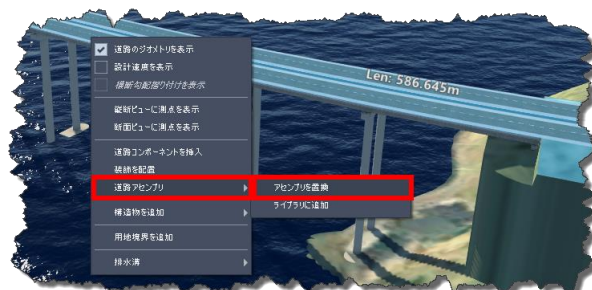 道路のジオメトリを表示
設計速度を表示
横断勾配摺り付けを表示
縦断ビューに測点を表示
断面ビューに測点を表示
道路コンポーネントを挿入
装飾を配置
道路アセンブリ
アセンブリを置換
ライブラリに追加
構造物を追加
用地境界を追加
排水溝
Len: 586.645m